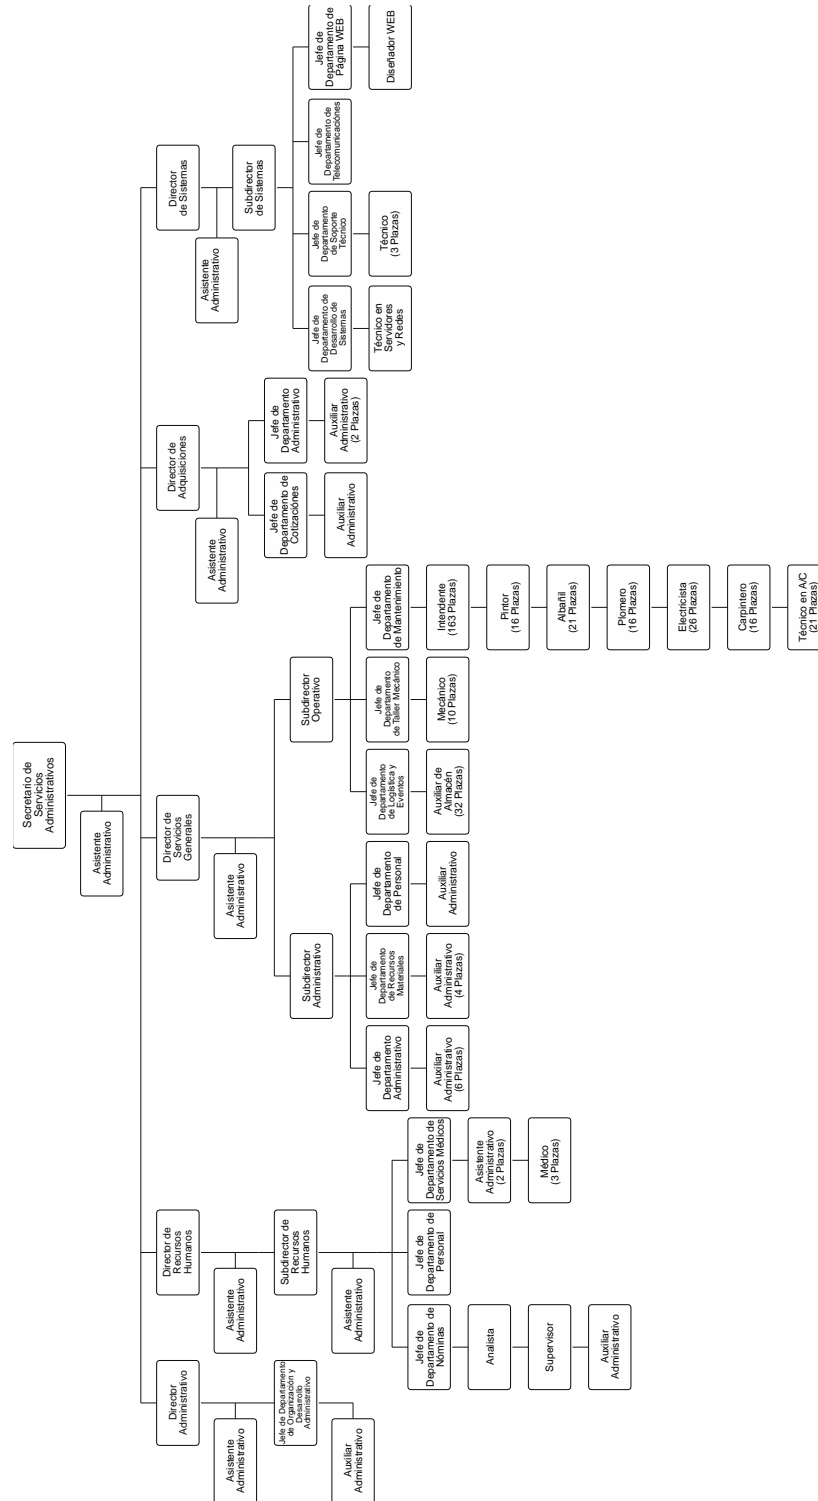 Secretario de
Servicios
Administrativos
Asistente
Administrativo
Director
Administrativo
Asistente
Administrativo
Jefe de Departamento
de Organización y
Desarrollo
Administrativo
Auxiliar
Administrativo
Director de
Recursos
Humanos
Asistente
Administrativo
Subdirector de
Recursos
Humanos
Asistente
Administrativo
Jefe de
Departamento de
Nóminas
Analista
Supervisor
Auxiliar
Administrativo
Jefe de
Departamento de
Personal
Jefe de
Departamento de
Servicios Médicos
Asistente
Administrativo
(2 Plazas)
Médico
(3 Plazas)
Director de
Servicios
Generales
Asistente
Administrativo
Subdirector
Administrativo
Jefe de
Departamento
Administrativo
Auxiliar
Administrativo
(6 Plazas)
Jefe de
Departamento
de Recursos
Materiales
Auxiliar
Administrativo
(4 Plazas)
Jefe de
Departamento
de Personal
Auxiliar
Administrativo
Subdirector
Operativo
Jefe de
Departamento
de Logística y
Eventos
Auxiliar de
Almacén
(32 Plazas)
Jefe de
Departamento
de Taller Mecánico
Mecánico
(10 Plazas)
Jefe de
Departamento
de Mantenimiento
Intendente
(163 Plazas)
Pintor
(16 Plazas)
Albañil
(21 Plazas)
Plomero
(16 Plazas)
Electricista
(26 Plazas)
Carpintero
(16 Plazas)
Técnico en A/C
(21 Plazas)
Director de
Adquisiciones
Asistente
Administrativo
Jefe de
Departamento de
Cotizaciónes
Auxiliar
Administrativo
Jefe de
Departamento
Administrativo
Auxiliar
Administrativo
(2 Plazas)
Director
de Sistemas
Asistente
Administrativo
Subdirector
de Sistemas
Jefe de
Departamento de
Desarrollo de
Sistemas
Técnico en
Servidores
y Redes
Jefe de
Departamento
de Soporte
Técnico
Técnico
(3 Plazas)
Jefe de
Departamento de
Telecomunicaciónes
Jefe de
Departamento de
Página WEB
Diseñador WEB